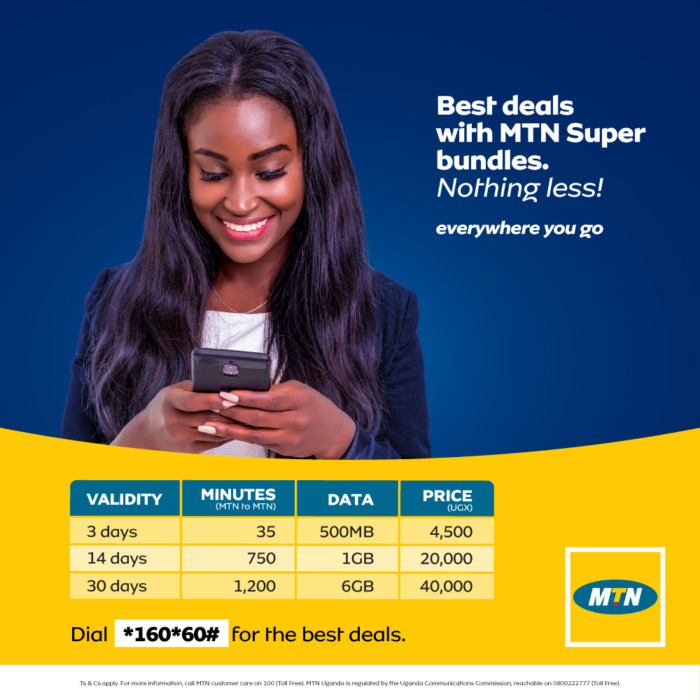 Best deals
with MTN Super
bundles.
Nothing less!
everywhere you go
VALIDITY MINUTES (MTN to MTN) DATA PRICE (UGX)
3 days 35 500MB 4,500
14 days 750 1GB 20,000
30 days 1,200 6GB 40,000
MTN
Dial *160*60# for the best deals.
Ts & Cs apply. For more information, call MTN customer care on 100 (Toll Free). MTN Uganda is regulated by the Uganda Communications Commission, reachable on 0800222777 (Toll Free).